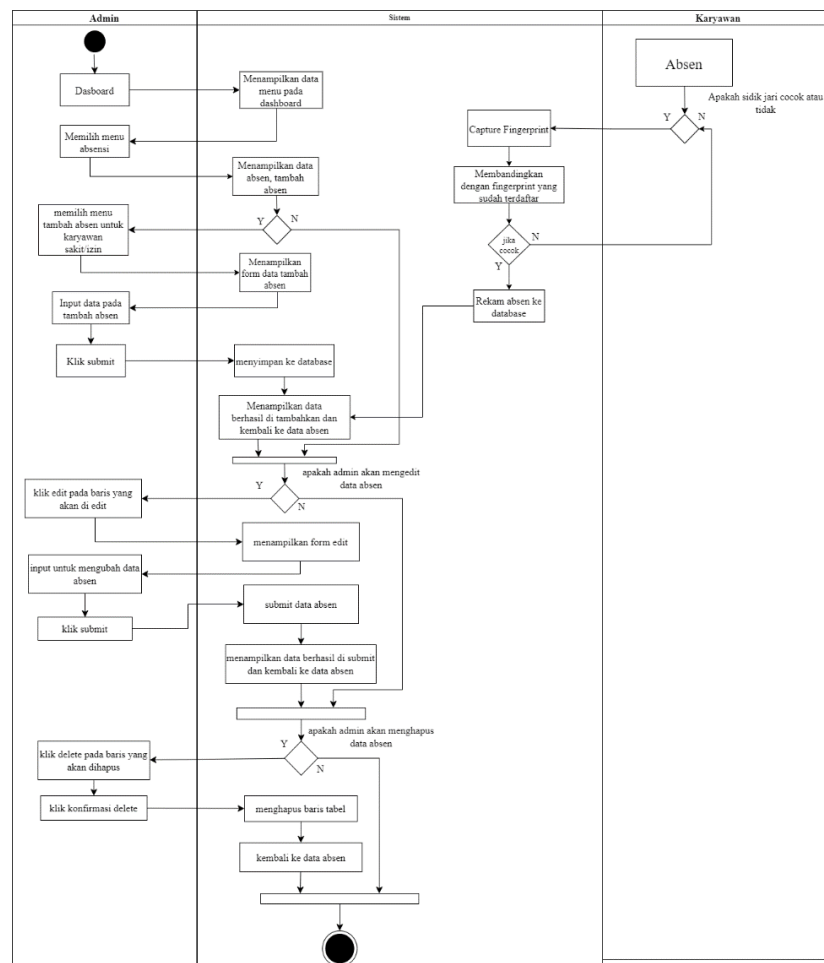 Admin
Sistem
Karyawan
Dasboard
Menampilkan data
menu pada
dashboard
Absen
Apakah sidik jari cocok atau
tidak
Y
N
Capture Fingerprint
Memilih menu
absensi
Menampilkan data
absen, tambah
absen
Membandingkan
dengan fingerprint yang
sudah terdaftar
memilih menu
tambah absen untuk
karyawan
sakit/izin
Y
N
jika
cocok
N
Y
Menampilkan
form data tambah
absen
Input data pada
tambah absen
Rekam absen ke
database
Klik submit
menyimpan ke database
Menampilkan data
berhasil di tambahkan dan
kembali ke data absen
apakah admin akan mengedit
data absen
Y
N
klik edit pada baris yang
akan di edit
menampilkan form edit
input untuk mengubah data
absen
klik submit
submit data absen
menampilkan data berhasil di submit
dan kembali ke data absen
apakah admin akan menghapus
data absen
Y
N
klik delete pada baris yang
akan dihapus
klik konfirmasi delete
menghapus baris tabel
kembali ke data absen